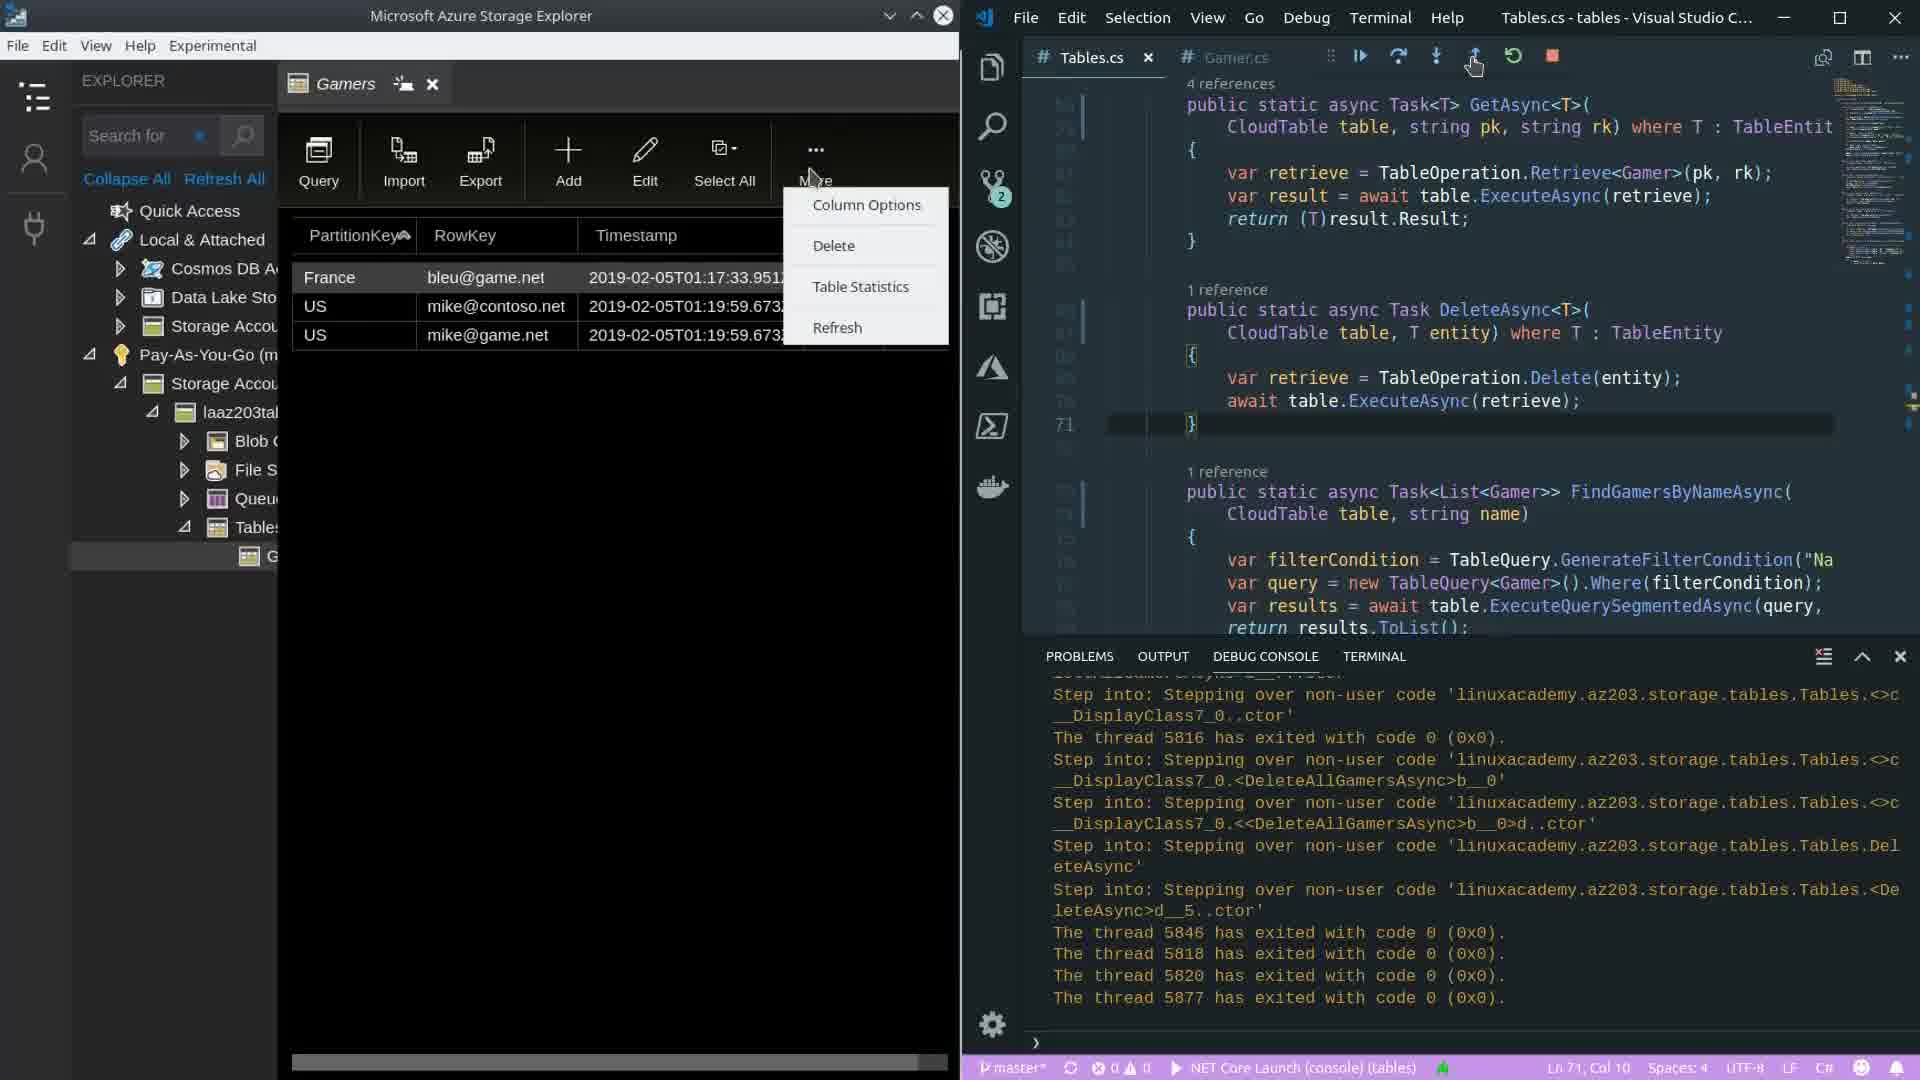 Microsoft Azure Storage Explorer
File Edit View Help Experimental
EXPLORER
Search for
Collapse All Refresh All
Quick Access
Local & Attached
Cosmos DB A
Data Lake Sto
Storage Accou
Pay-As-You-Go (m
Storage Accou
laaz203tal
Blob C
File S
Queu
Tables
G
Gamers
Query Import Export Add Edit Select All More
Column Options
Delete
Table Statistics
Refresh
PartitionKey RowKey Timestamp
France bleu@game.net 2019-02-05T01:17:33.951Z
US mike@contoso.net 2019-02-05T01:19:59.673Z
US mike@game.net 2019-02-05T01:19:59.673Z
File Edit Selection View Go Debug Terminal Help Tables.cs - tables - Visual Studio C...
# Tables.cs # Gamer.cs
2
4 references
public static async Task<T> GetAsync<T>(
CloudTable table, string pk, string rk) where T : TableEntit
{
var retrieve = TableOperation.Retrieve<Gamer>(pk, rk);
var result = await table.ExecuteAsync(retrieve);
return (T)result.Result;
}
1 reference
public static async Task DeleteAsync<T>(
CloudTable table, T entity) where T : TableEntity
{
var retrieve = TableOperation.Delete(entity);
await table.ExecuteAsync(retrieve);
71 }
1 reference
public static async Task<List<Gamer>> FindGamersByNameAsync(
CloudTable table, string name)
{
var filterCondition = TableQuery.GenerateFilterCondition("Na
var query = new TableQuery<Gamer>().Where(filterCondition);
var results = await table.ExecuteQuerySegmentedAsync(query,
return results.ToList();
PROBLEMS OUTPUT DEBUG CONSOLE TERMINAL
Step into: Stepping over non-user code 'linuxacademy.az203.storage.tables.Tables.<>c
__DisplayClass7_0..ctor'
The thread 5816 has exited with code 0 (0x0).
Step into: Stepping over non-user code 'linuxacademy.az203.storage.tables.Tables.<>c
__DisplayClass7_0.<DeleteAllGamersAsync>b__0'
Step into: Stepping over non-user code 'linuxacademy.az203.storage.tables.Tables.<>c
__DisplayClass7_0.<<DeleteAllGamersAsync>b__0>d..ctor'
Step into: Stepping over non-user code 'linuxacademy.az203.storage.tables.Tables.Del
eteAsync'
Step into: Stepping over non-user code 'linuxacademy.az203.storage.tables.Tables.<De
leteAsync>d__5..ctor'
The thread 5846 has exited with code 0 (0x0).
The thread 5818 has exited with code 0 (0x0).
The thread 5820 has exited with code 0 (0x0).
The thread 5877 has exited with code 0 (0x0).
master* 0 0 .NET Core Launch (console) (tables) Ln 71, Col 10 Spaces: 4 UTF-8 LF C#